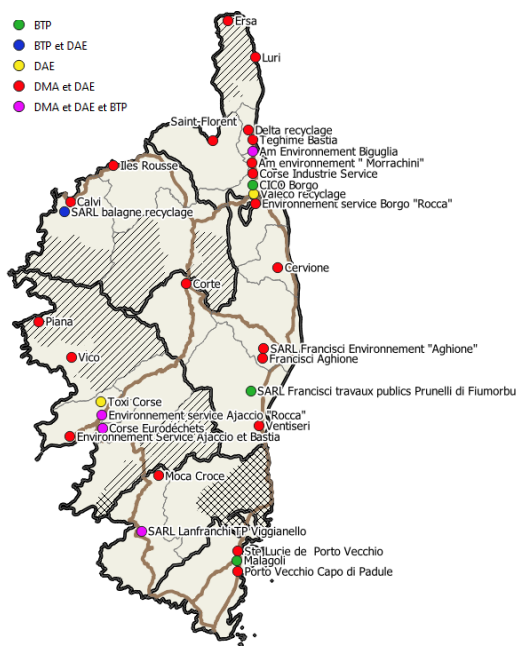 BTP
BTP et DAE
DAE
DMA et DAE
DMA et DAE et BTP
Ersa
Luri
Saint-Florent
Delta recyclage
Teghime Bastia
Am Environnement Biguglia
Am environnement " Morrachini"
Iles Rousse
Corse Industrie Service
CICO Borgo
Valeco recyclage
Calvi
Environnement service Borgo "Rocca"
SARL balagne recyclage
Cervione
Corte
Piana
SARL Francisci Environnement "Aghione"
Vico
Francisci Aghione
SARL Francisci travaux publics Prunelli di Fiumorbu
Toxi Corse
Environnement service Ajaccio "Rocca"
Ventiseri
Corse Eurodéchets
Environnement Service Ajaccio et Bastia
Moca Croce
SARL Lanfranchi TP Viggianello
Ste Lucie de Porto Vecchio
Malagoli
Porto Vecchio Capo di Padule